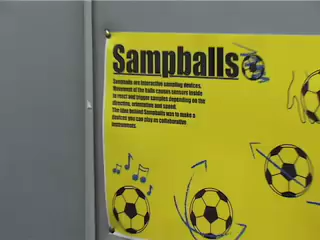 Sampballs
Sampballs are interactive sampling devices.
Movement of the balls causes sensors inside
to react and trigger samples depending on the
direction, orientation and speed.
The idea behind Sampballs was to make a
devices you can play as collaborative
instruments.